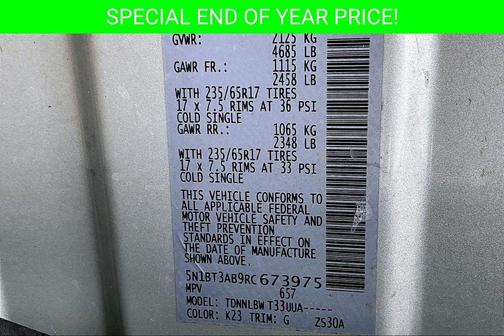 SPECIAL END OF YEAR PRICE!
GVWR: 2125 KG
4685 LB
GAWR FR.: 1115 KG
2458 LB
WITH 235/65R17 TIRES
17 x 7.5 RIMS AT 36 PSI
COLD SINGLE
GAWR RR.: 1065 KG
2348 LB
WITH 235/65R17 TIRES
17 x 7.5 RIMS AT 33 PSI
COLD SINGLE
THIS VEHICLE CONFORMS TO
ALL APPLICABLE FEDERAL
MOTOR VEHICLE SAFETY AND
THEFT PREVENTION
STANDARDS IN EFFECT ON
THE DATE OF MANUFACTURE
SHOWN ABOVE.
5N1BT3AB9RC673975
MPV 657
MODEL: TDNNLBW T33UUA-----
COLOR: K23 TRIM: G ZS30A